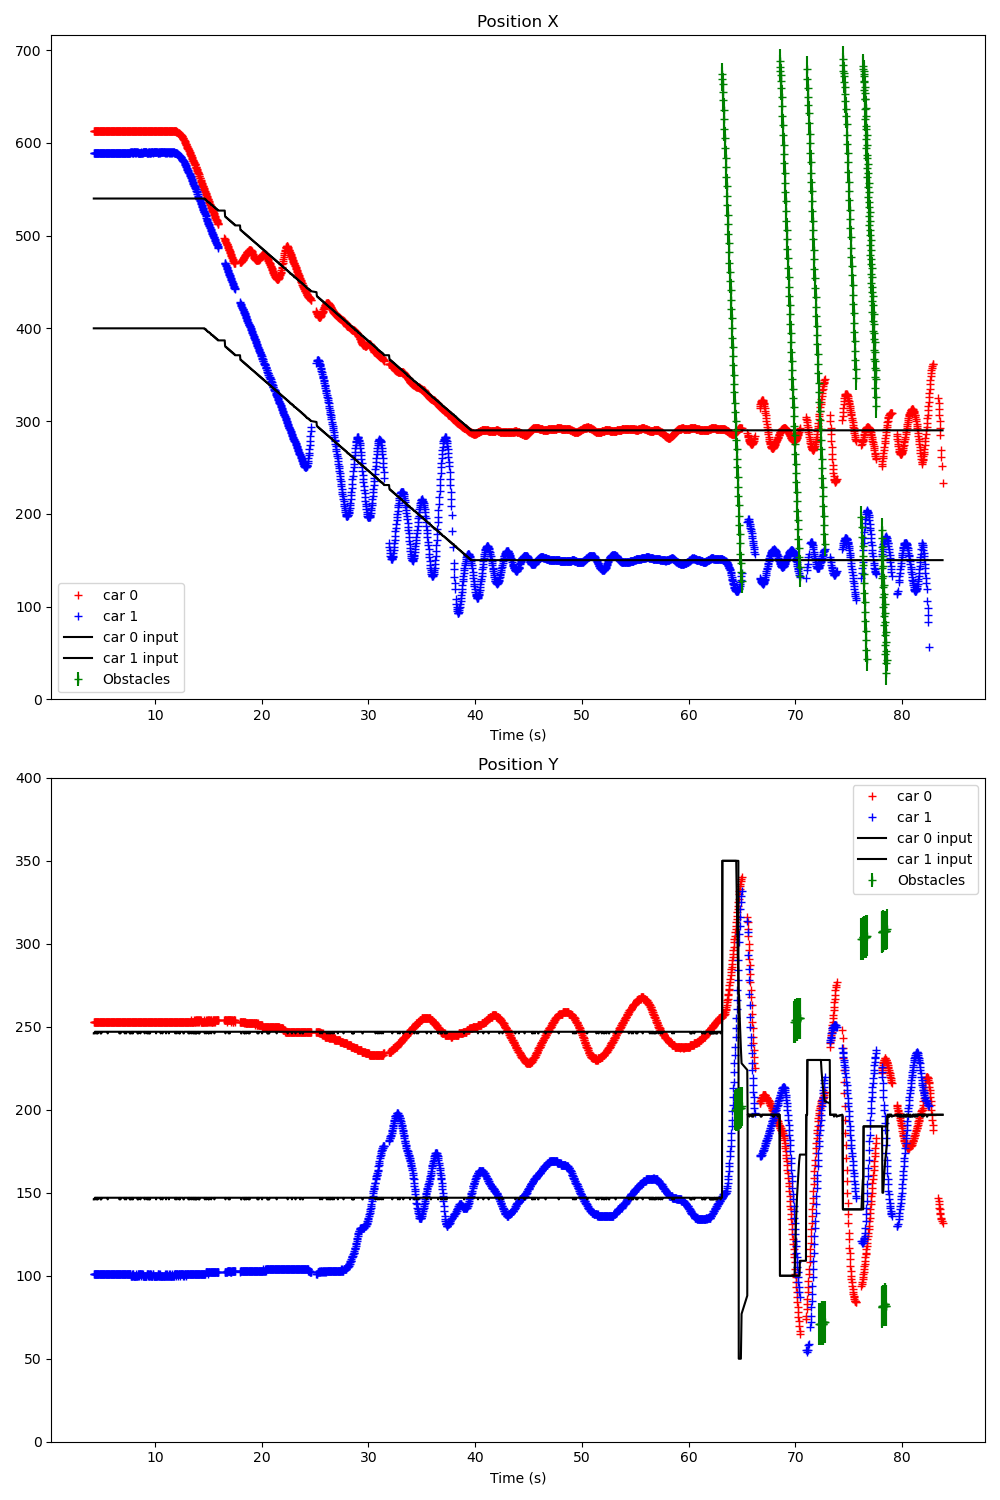 Position X
700
600
500
400
300
200
100
0
car 0
car 1
car 0 input
car 1 input
Obstacles
10 20 30 40 50 60 70 80
Time (s)
Position Y
400
350
300
250
200
150
100
50
0
car 0
car 1
car 0 input
car 1 input
Obstacles
10 20 30 40 50 60 70 80
Time (s)